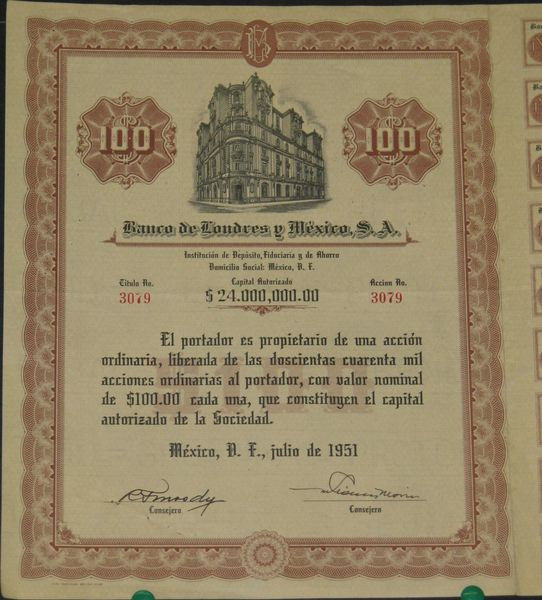 100
100
Banco de Londres y México, S.A.
Institución de Depósito, Fiduciaria y de Ahorro
Domicilio Social: México, D. F.
Título No.
3079
Capital Autorizado
$ 24.000,000.00
Accion No.
3079
El portador es propietario de una acción
ordinaria, liberada de las doscientas cuarenta mil
acciones ordinarias al portador, con valor nominal
de $100.00 cada una, que constituyen el capital
autorizado de la Sociedad.
México, D. F., julio de 1951
Consejero
Consejero